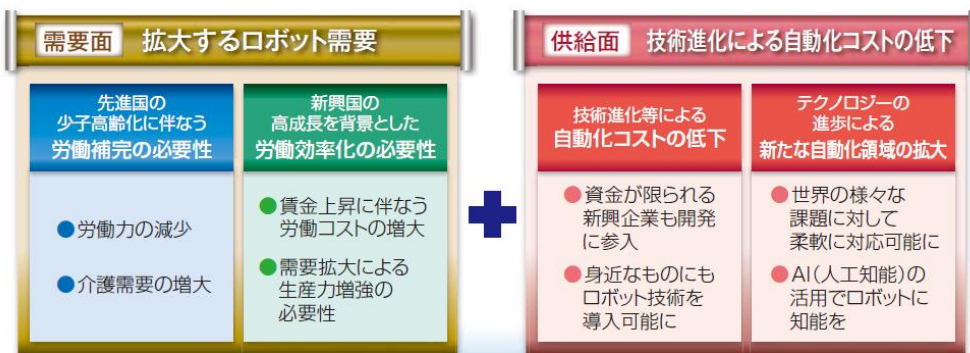 需要面 拡大するロボット需要
先進国の
少子高齢化に伴なう
労働補完の必要性
●労働力の減少
●介護需要の増大
新興国の
高成長を背景とした
労働効率化の必要性
●賃金上昇に伴なう
労働コストの増大
●需要拡大による
生産力増強の
必要性
供給面 技術進化による自動化コストの低下
技術進化等による
自動化コストの低下
●資金が限られる
新興企業も開発
に参入
●身近なものにも
ロボット技術を
導入可能に
テクノロジーの
進歩による
新たな自動化領域の拡大
●世界の様々な
課題に対して
柔軟に対応可能に
●AI(人工知能)の
活用でロボットに
知能を